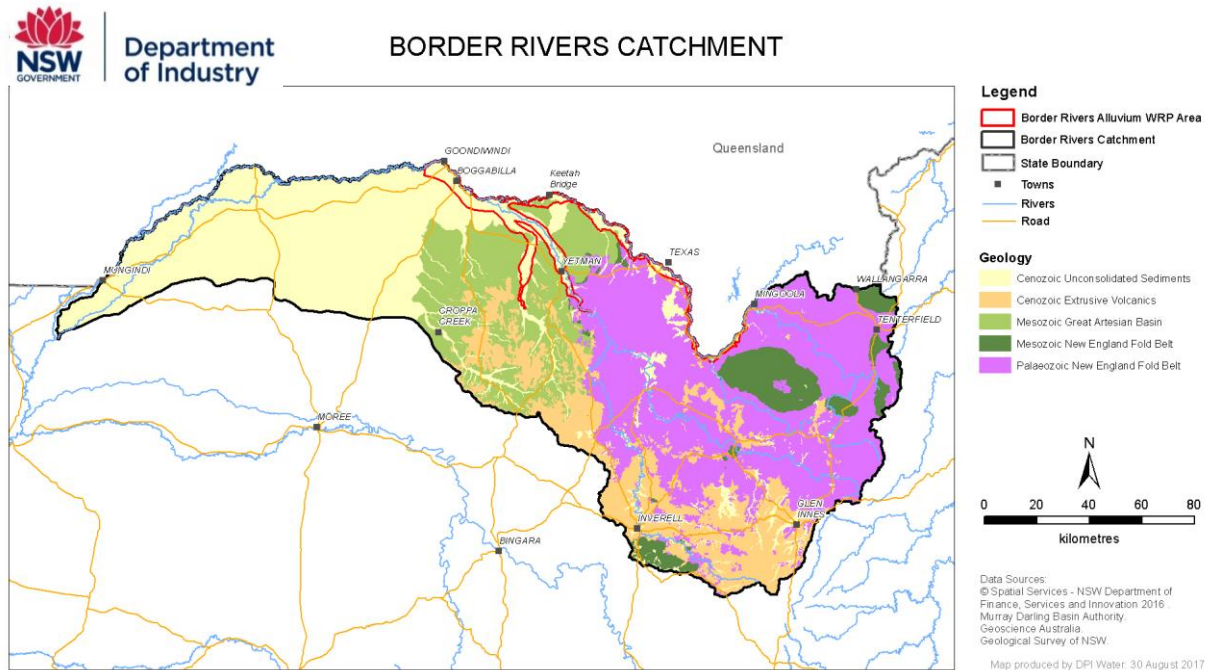 NSW
GOVERNMENT
Department
of Industry
BORDER RIVERS CATCHMENT
Queensland
GOONDIWINDI
BOGGABILLA
Keetah
Bridge
TEXAS
YETMAN
MUNGINDI
WALLANGARRA
MINGOOLA
TENTERFIELD
CROPPA
CREEK
MOREE
GLEN
INNES
INVERELL
BINGARA
Legend
Border Rivers Alluvium WRP Area
Border Rivers Catchment
State Boundary
Towns
Rivers
Road
Geology
Cenozoic Unconsolidated Sediments
Cenozoic Extrusive Volcanics
Mesozoic Great Artesian Basin
Mesozoic New England Fold Belt
Palaeozoic New England Fold Belt
N
0 20 40 60 80
kilometres
Data Sources:
© Spatial Services - NSW Department of
Finance, Services and Innovation 2016 .
Murray Darling Basin Authority.
Geoscience Australia.
Geological Survey of NSW.
Map produced by DPI Water: 30 August 2017